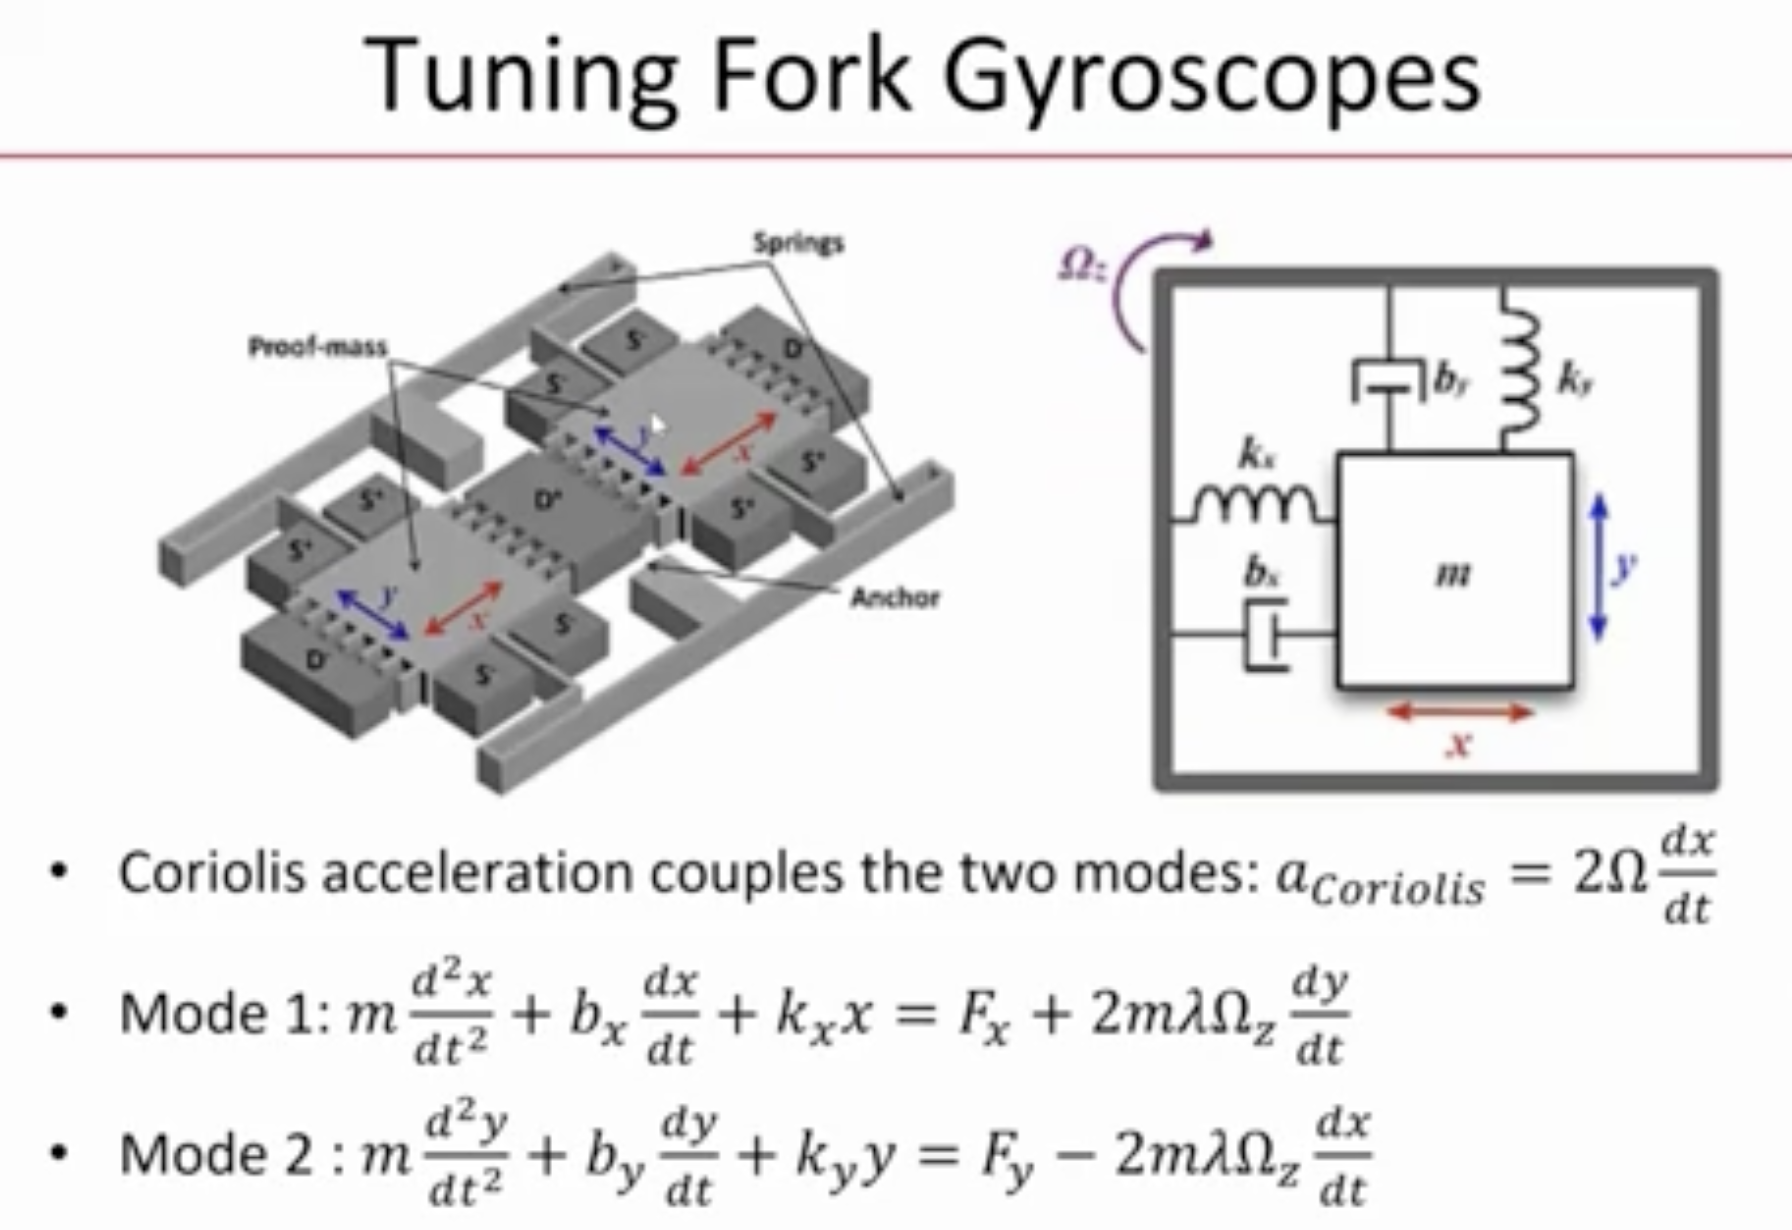 Tuning Fork Gyroscopes
Springs
Proof-mass
Anchor
S⁻
D⁻
S⁻
y
x
S⁺
S⁺
D⁺
S⁺
S⁺
y
x
S⁻
D⁻
S⁻
Ω_z
b_y
k_y
k_x
b_x
m
y
x
• Coriolis acceleration couples the two modes: a_{Coriolis} = 2Ω dx/dt
• Mode 1: m d²x/dt² + b_x dx/dt + k_x x = F_x + 2mλΩ_z dy/dt
• Mode 2 : m d²y/dt² + b_y dy/dt + k_y y = F_y − 2mλΩ_z dx/dt